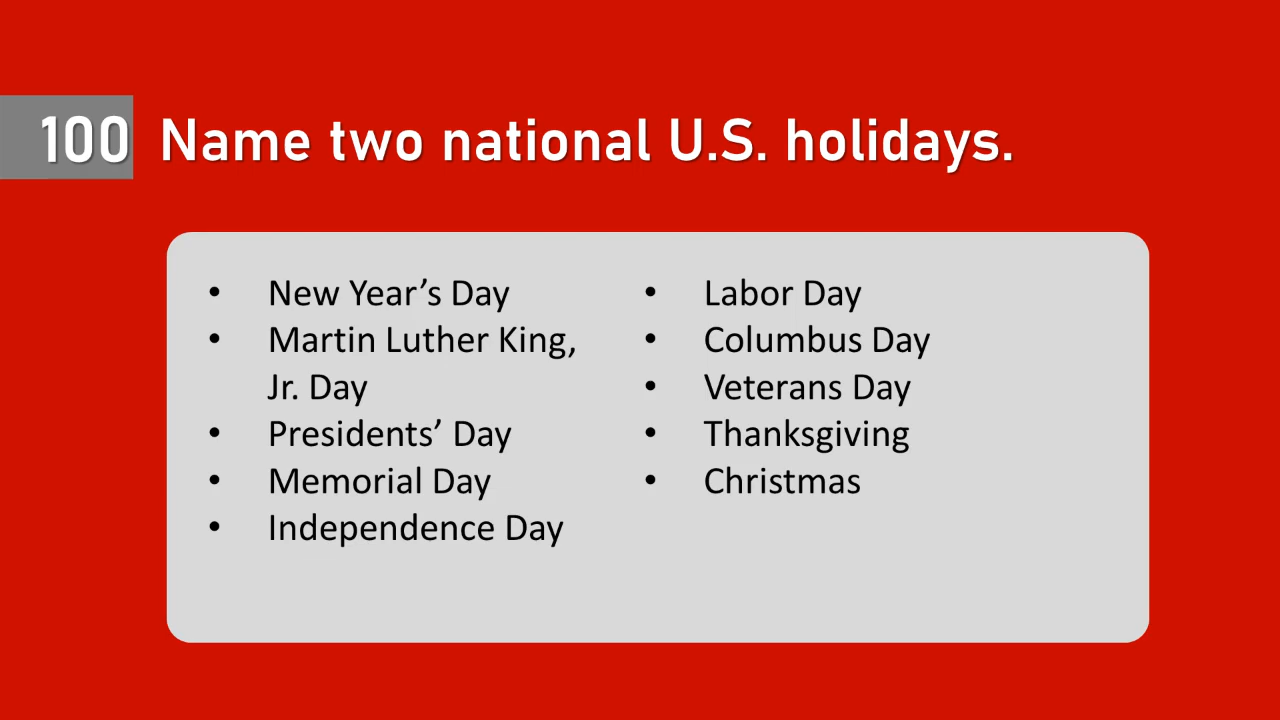 100 Name two national U.S. holidays.
• New Year’s Day
• Martin Luther King,
Jr. Day
• Presidents’ Day
• Memorial Day
• Independence Day
• Labor Day
• Columbus Day
• Veterans Day
• Thanksgiving
• Christmas